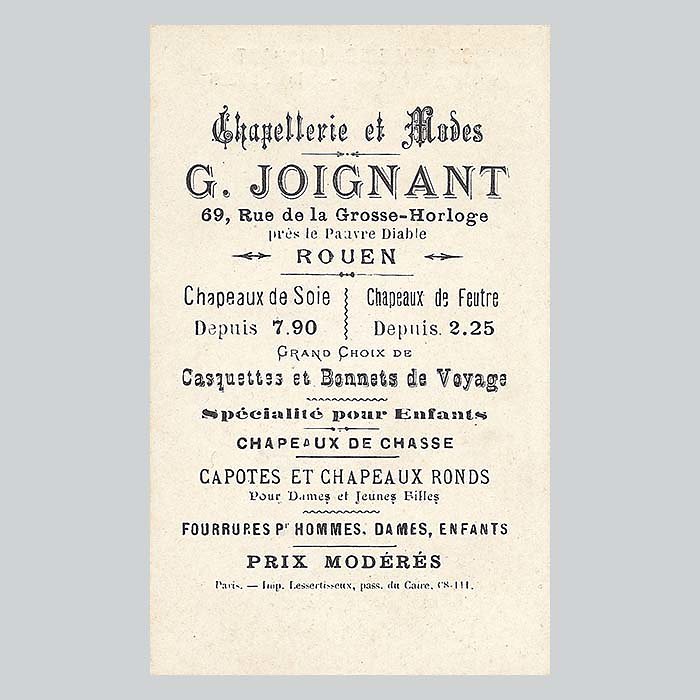 Chapellerie et Modes
G. JOIGNANT
69, Rue de la Grosse-Horloge
près le Pauvre Diable
ROUEN
Chapeaux de Soie
Depuis 7.90
Chapeaux de Feutre
Depuis. 2.25
GRAND CHOIX DE
Casquettes et Bonnets de Voyage
Spécialité pour Enfants
CHAPEAUX DE CHASSE
CAPOTES ET CHAPEAUX RONDS
Pour Dames et Jeunes Filles
FOURRURES Pr HOMMES, DAMES, ENFANTS
PRIX MODÉRÉS
Paris. — Imp. Lessertisseux, pass. du Caire,